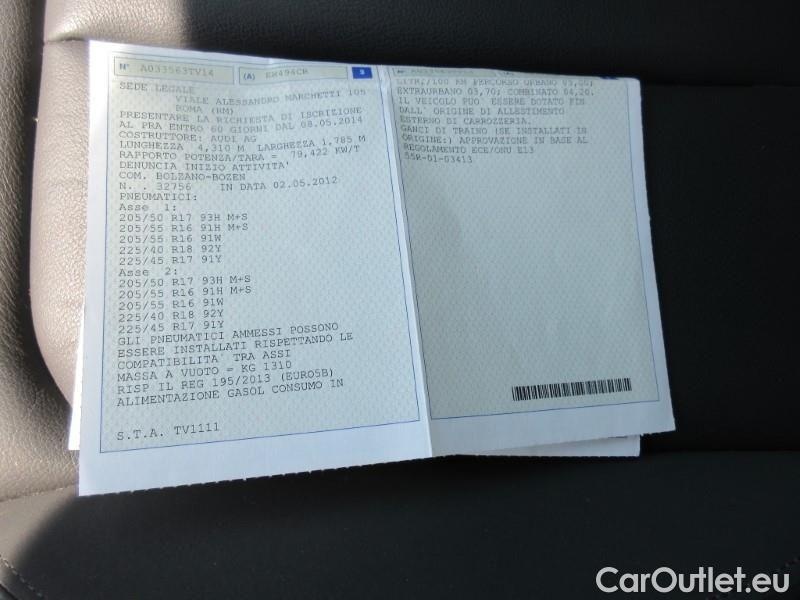 N° A033563TV14 (A) EW494CR 3
SEDE LEGALE
VIALE ALESSANDRO MARCHETTI 105
ROMA (RM)
PRESENTARE LA RICHIESTA DI ISCRIZIONE
AL PRA ENTRO 60 GIORNI DAL 08.05.2014
COSTRUTTORE: AUDI AG
LUNGHEZZA 4,310 M LARGHEZZA 1,785 M
RAPPORTO POTENZA/TARA = 79,422 KW/T
DENUNCIA INIZIO ATTIVITA'
COM. BOLZANO-BOZEN
N. . 32756 IN DATA 02.05.2012
PNEUMATICI:
Asse 1:
205/50 R17 93H M+S
205/55 R16 91H M+S
205/55 R16 91W
225/40 R18 92Y
225/45 R17 91Y
Asse 2:
205/50 R17 93H M+S
205/55 R16 91H M+S
205/55 R16 91W
225/40 R18 92Y
225/45 R17 91Y
GLI PNEUMATICI AMMESSI POSSONO
ESSERE INSTALLATI RISPETTANDO LE
COMPATIBILITA' TRA ASSI
MASSA A VUOTO = KG 1310
RISP IL REG 195/2013 (EURO5B)
ALIMENTAZIONE GASOL CONSUMO IN
S.T.A. TV1111
LITRI/100 KM PERCORSO URBANO
EXTRAURBANO 03,70; COMBINATO 04,20.
IL VEICOLO PUO' ESSERE DOTATO FIN
DALL' ORIGINE DI ALLESTIMENTO
ESTERNO DI CARROZZERIA.
GANCI DI TRAINO (SE INSTALLATI IN
ORIGINE:) APPROVAZIONE IN BASE AL
REGOLAMENTO ECE/ONU E13
55R-01-03413
CarOutlet.eu